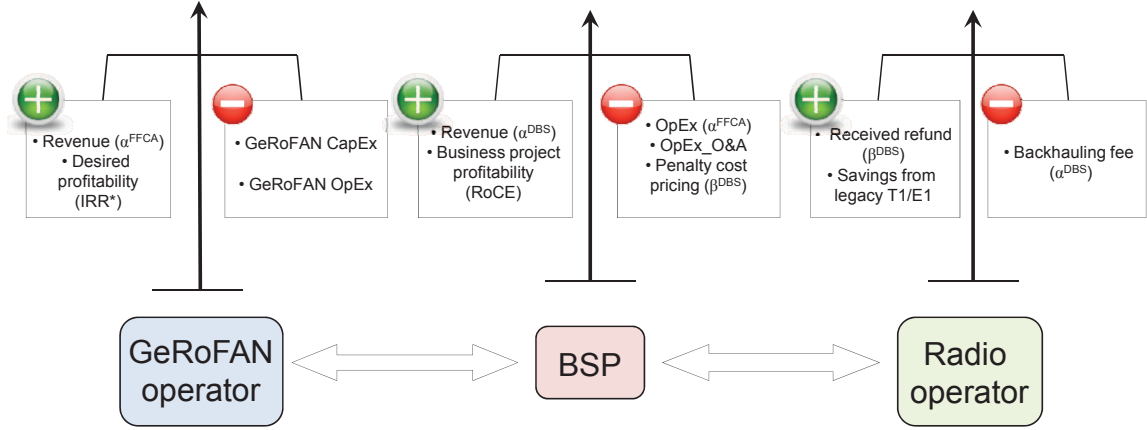 • Revenue (α^FFCA)
• Desired
profitability
(IRR*)
• GeRoFAN CapEx
• GeRoFAN OpEx
• Revenue (α^DBS)
• Business project
profitability
(RoCE)
• OpEx (α^FFCA)
• OpEx_O&A
• Penalty cost
pricing (β^DBS)
• Received refund
(β^DBS)
• Savings from
legacy T1/E1
• Backhauling fee
(α^DBS)
GeRoFAN
operator
BSP
Radio
operator